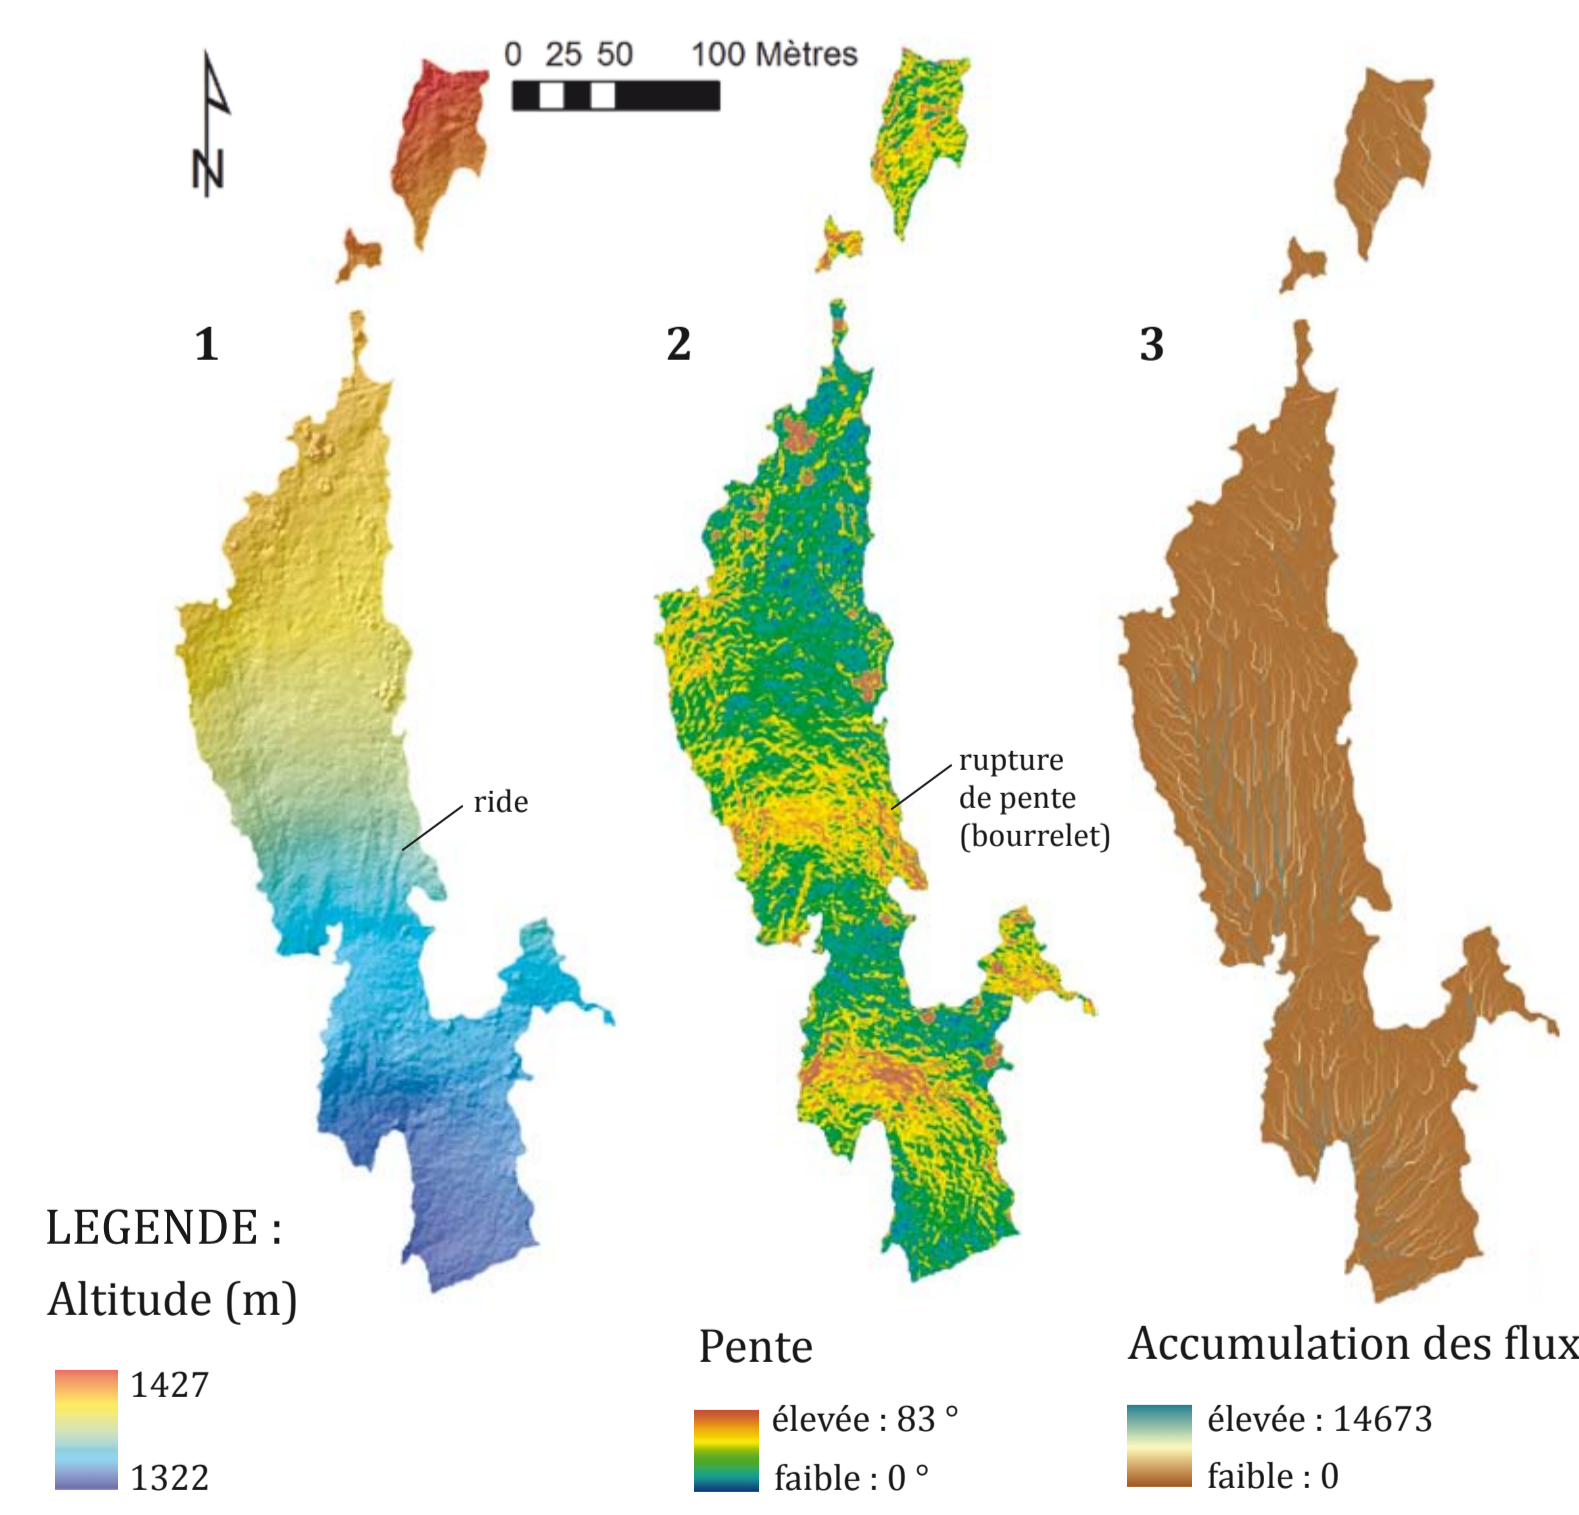 0 25 50 100 Mètres
N
1
2
3
ride
rupture
de pente
(bourrelet)
LEGENDE :
Altitude (m)
1427
1322
Pente
élevée : 83 °
faible : 0 °
Accumulation des flux
élevée : 14673
faible : 0